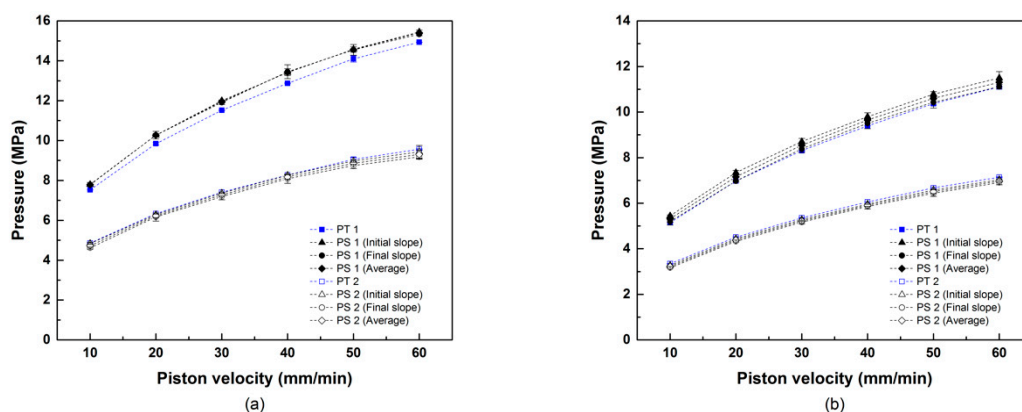 16
14
12
10
8
6
4
2
0
Pressure (MPa)
PT 1
PS 1 (Initial slope)
PS 1 (Final slope)
PS 1 (Average)
PT 2
PS 2 (Initial slope)
PS 2 (Final slope)
PS 2 (Average)
10 20 30 40 50 60
Piston velocity (mm/min)
(a)
14
12
10
8
6
4
2
0
Pressure (MPa)
PT 1
PS 1 (Initial slope)
PS 1 (Final slope)
PS 1 (Average)
PT 2
PS 2 (Initial slope)
PS 2 (Final slope)
PS 2 (Average)
10 20 30 40 50 60
Piston velocity (mm/min)
(b)